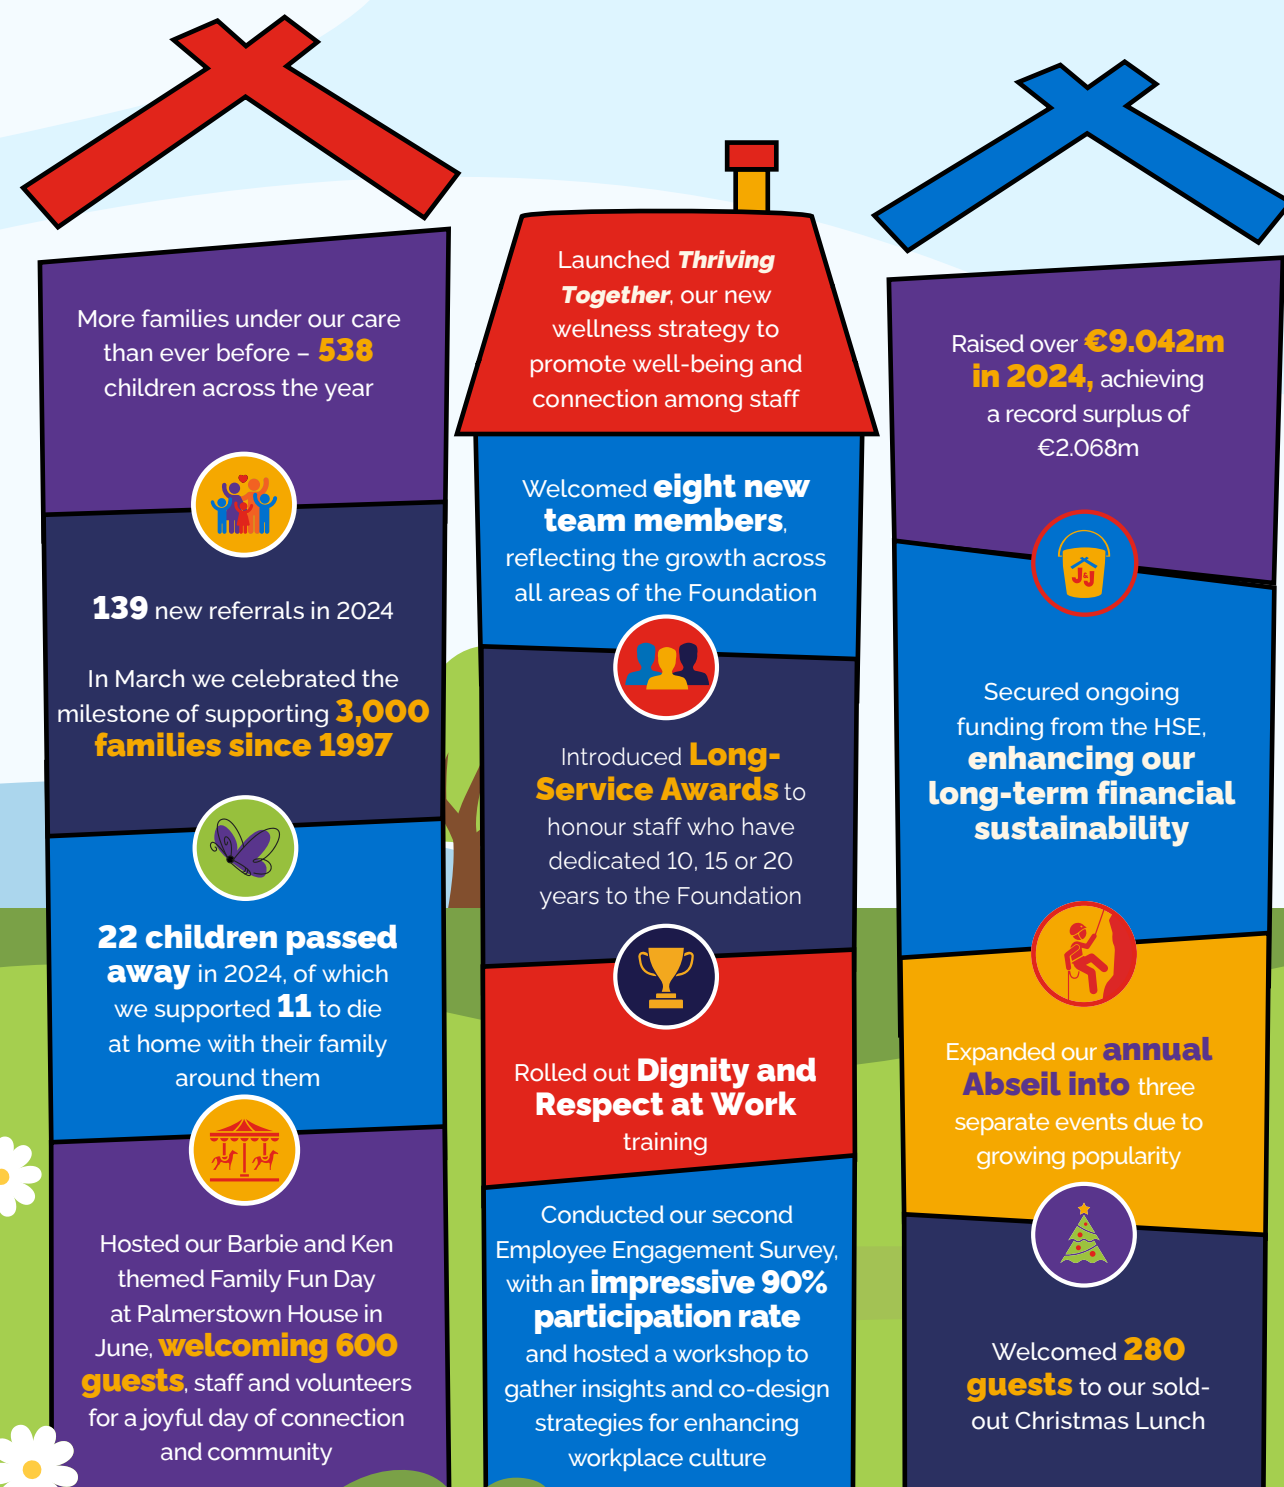 More families under our care
than ever before – 538
children across the year
139 new referrals in 2024
In March we celebrated the
milestone of supporting 3,000
families since 1997
22 children passed
away in 2024, of which
we supported 11 to die
at home with their family
around them
Hosted our Barbie and Ken
themed Family Fun Day
at Palmerstown House in
June, welcoming 600
guests, staff and volunteers
for a joyful day of connection
and community
Launched Thriving
Together, our new
wellness strategy to
promote well-being and
connection among staff
Welcomed eight new
team members,
reflecting the growth across
all areas of the Foundation
Introduced Long-
Service Awards to
honour staff who have
dedicated 10, 15 or 20
years to the Foundation
Rolled out Dignity and
Respect at Work
training
Conducted our second
Employee Engagement Survey,
with an impressive 90%
participation rate
and hosted a workshop to
gather insights and co-design
strategies for enhancing
workplace culture
Raised over €9.042m
in 2024, achieving
a record surplus of
€2.068m
J&J
Secured ongoing
funding from the HSE,
enhancing our
long-term financial
sustainability
Expanded our annual
Abseil into three
separate events due to
growing popularity
Welcomed 280
guests to our sold-
out Christmas Lunch